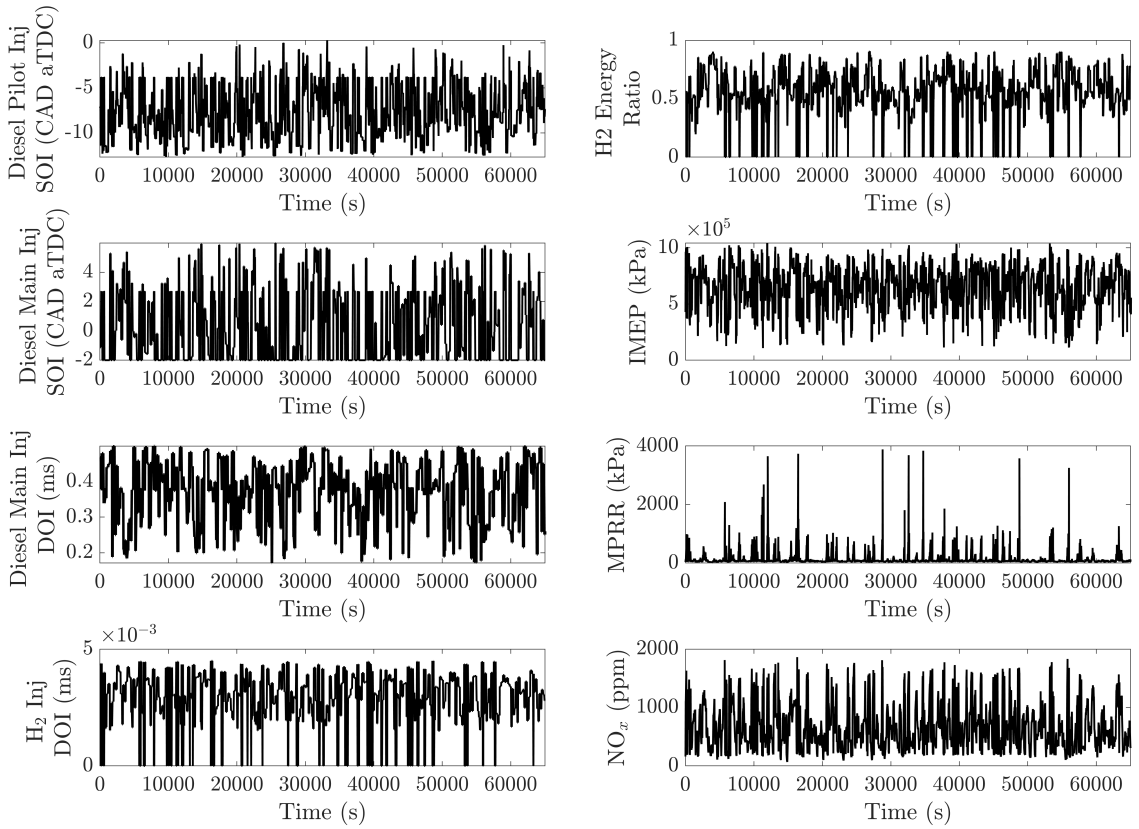 Diesel Pilot Inj
SOI (CAD aTDC)
0
-5
-10
0 10000 20000 30000 40000 50000 60000
Time (s)
H2 Energy
Ratio
1
0.5
0
0 10000 20000 30000 40000 50000 60000
Time (s)
Diesel Main Inj
SOI (CAD aTDC)
4
2
0
-2
0 10000 20000 30000 40000 50000 60000
Time (s)
×10⁵
IMEP (kPa)
10
5
0
0 10000 20000 30000 40000 50000 60000
Time (s)
Diesel Main Inj
DOI (ms)
0.4
0.3
0.2
0 10000 20000 30000 40000 50000 60000
Time (s)
MPRR (kPa)
4000
2000
0
0 10000 20000 30000 40000 50000 60000
Time (s)
×10⁻³
H₂ Inj
DOI (ms)
5
0
0 10000 20000 30000 40000 50000 60000
Time (s)
NOₓ (ppm)
2000
1000
0
0 10000 20000 30000 40000 50000 60000
Time (s)